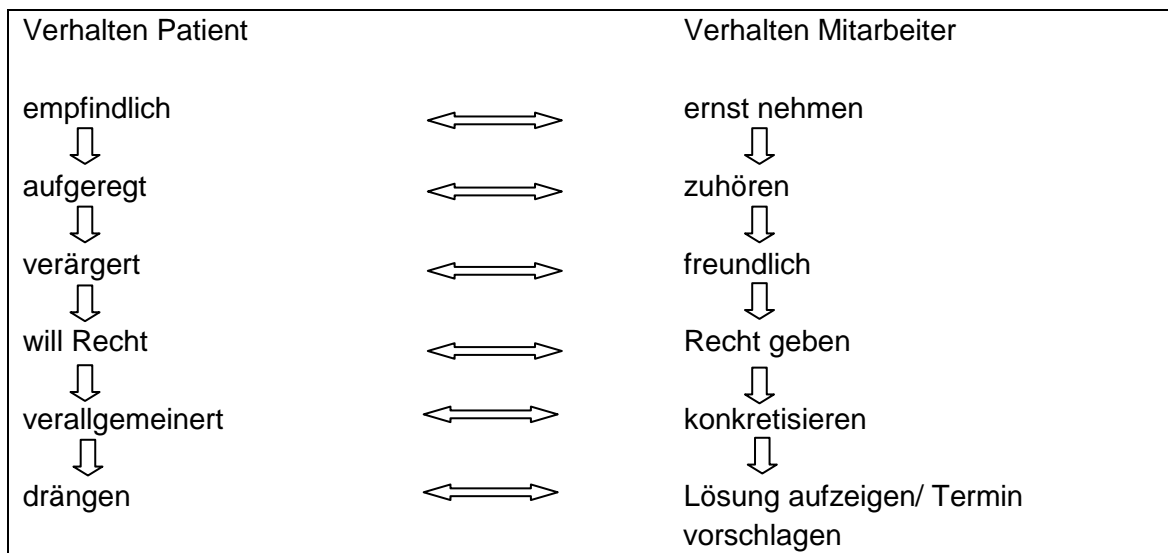 Verhalten Patient Verhalten Mitarbeiter
empfindlich ernst nehmen
aufgeregt zuhören
verärgert freundlich
will Recht Recht geben
verallgemeinert konkretisieren
drängen Lösung aufzeigen/ Termin
vorschlagen